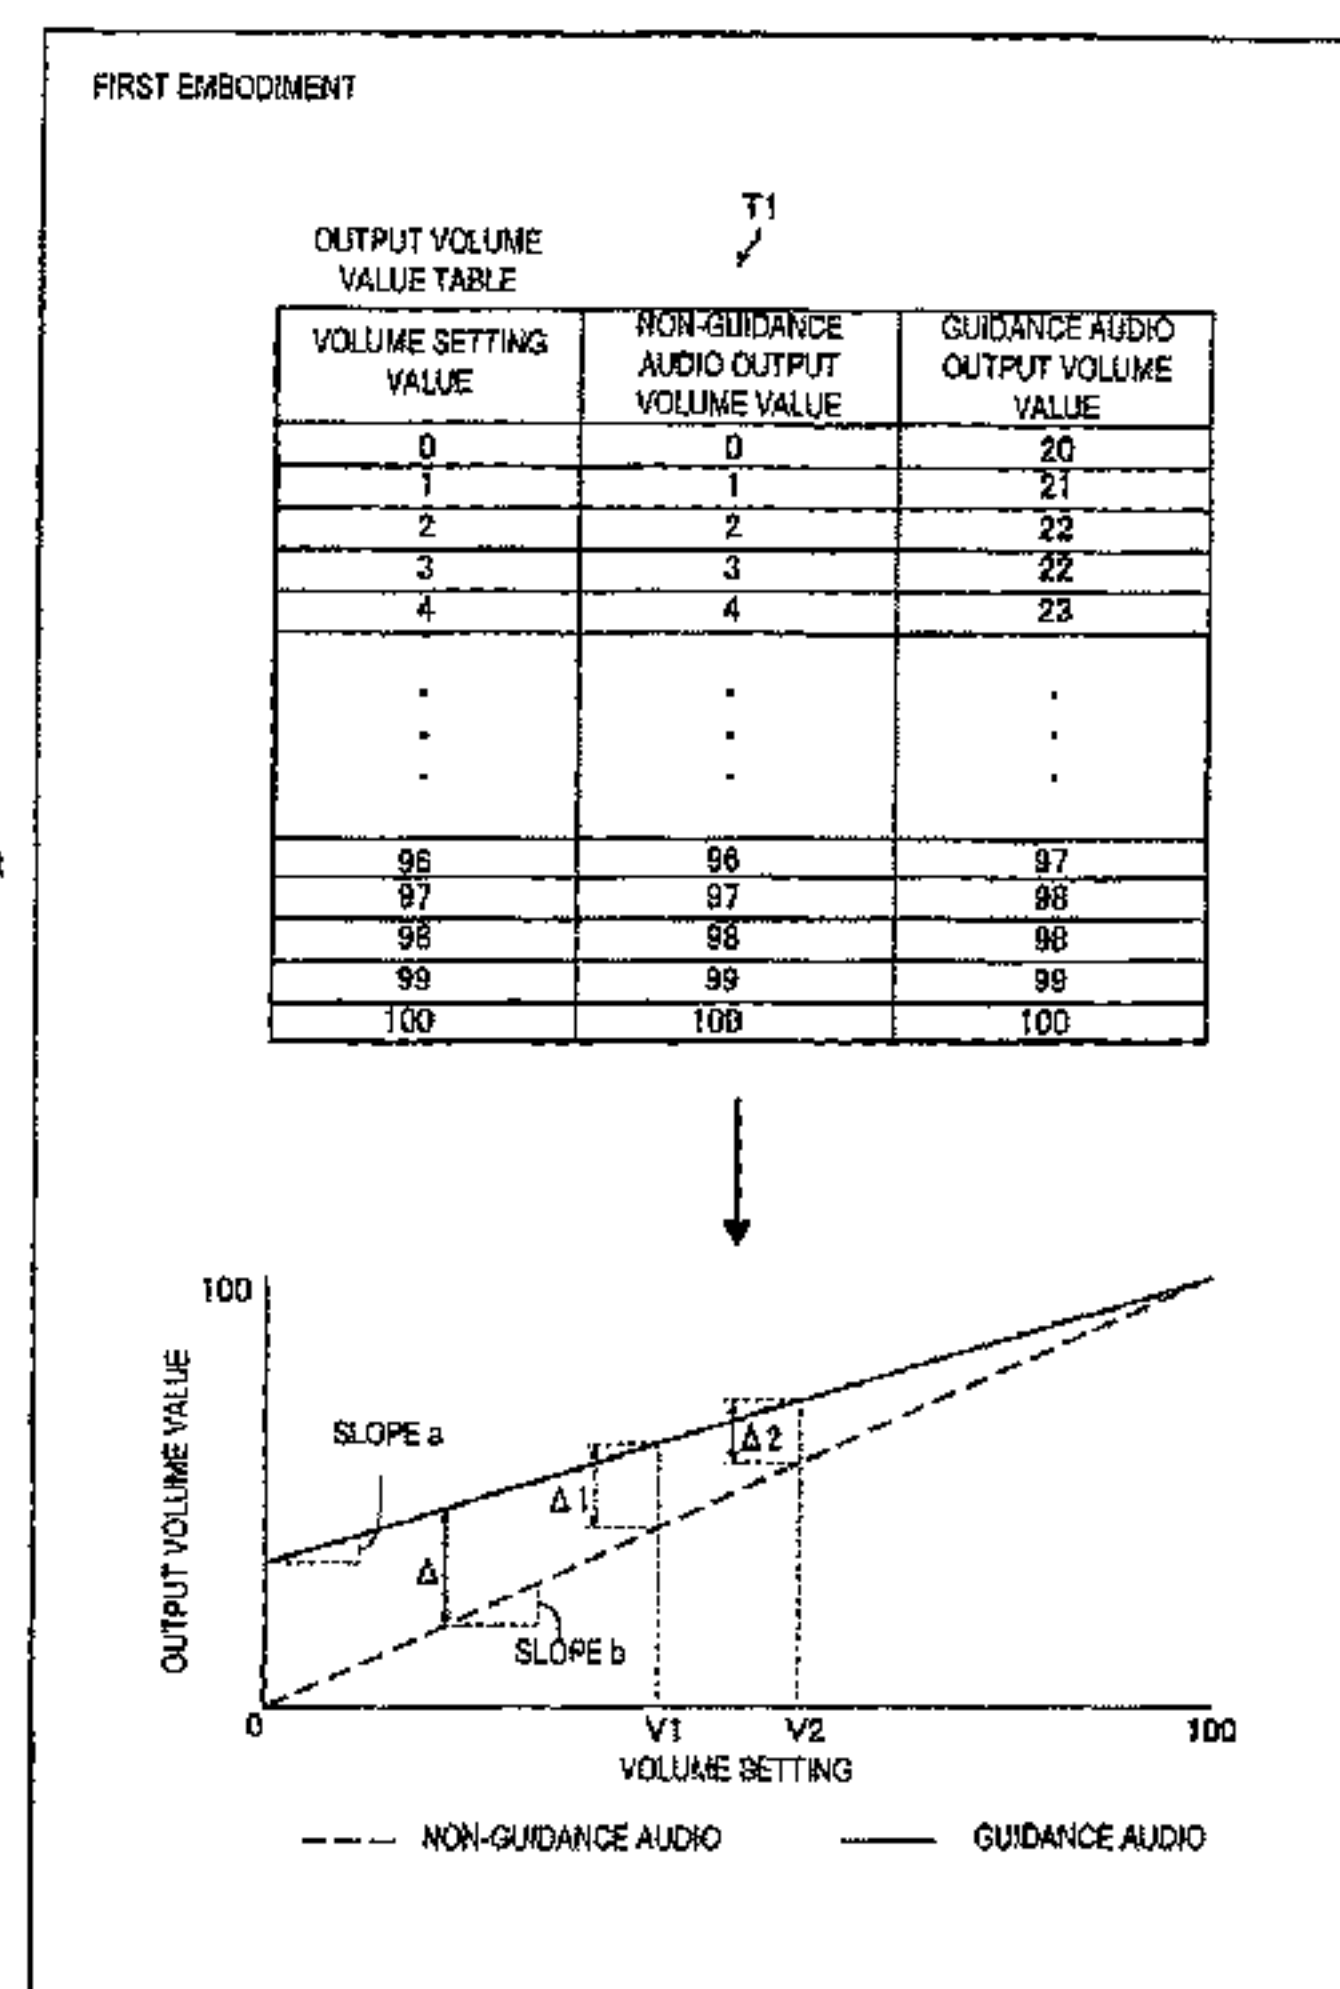 FIRST EMBODIMENT
T1
OUTPUT VOLUME
VALUE TABLE
VOLUME SETTING
VALUE
NON-GUIDANCE
AUDIO OUTPUT
VOLUME VALUE
GUIDANCE AUDIO
OUTPUT VOLUME
VALUE
0 0 20
1 1 21
2 2 22
3 3 22
4 4 23
96 96 97
97 97 98
98 98 98
99 99 99
100 100 100
100
OUTPUT VOLUME VALUE
SLOPE a
Δ
Δ1
Δ2
SLOPE b
0 V1 V2 100
VOLUME SETTING
NON-GUIDANCE AUDIO GUIDANCE AUDIO